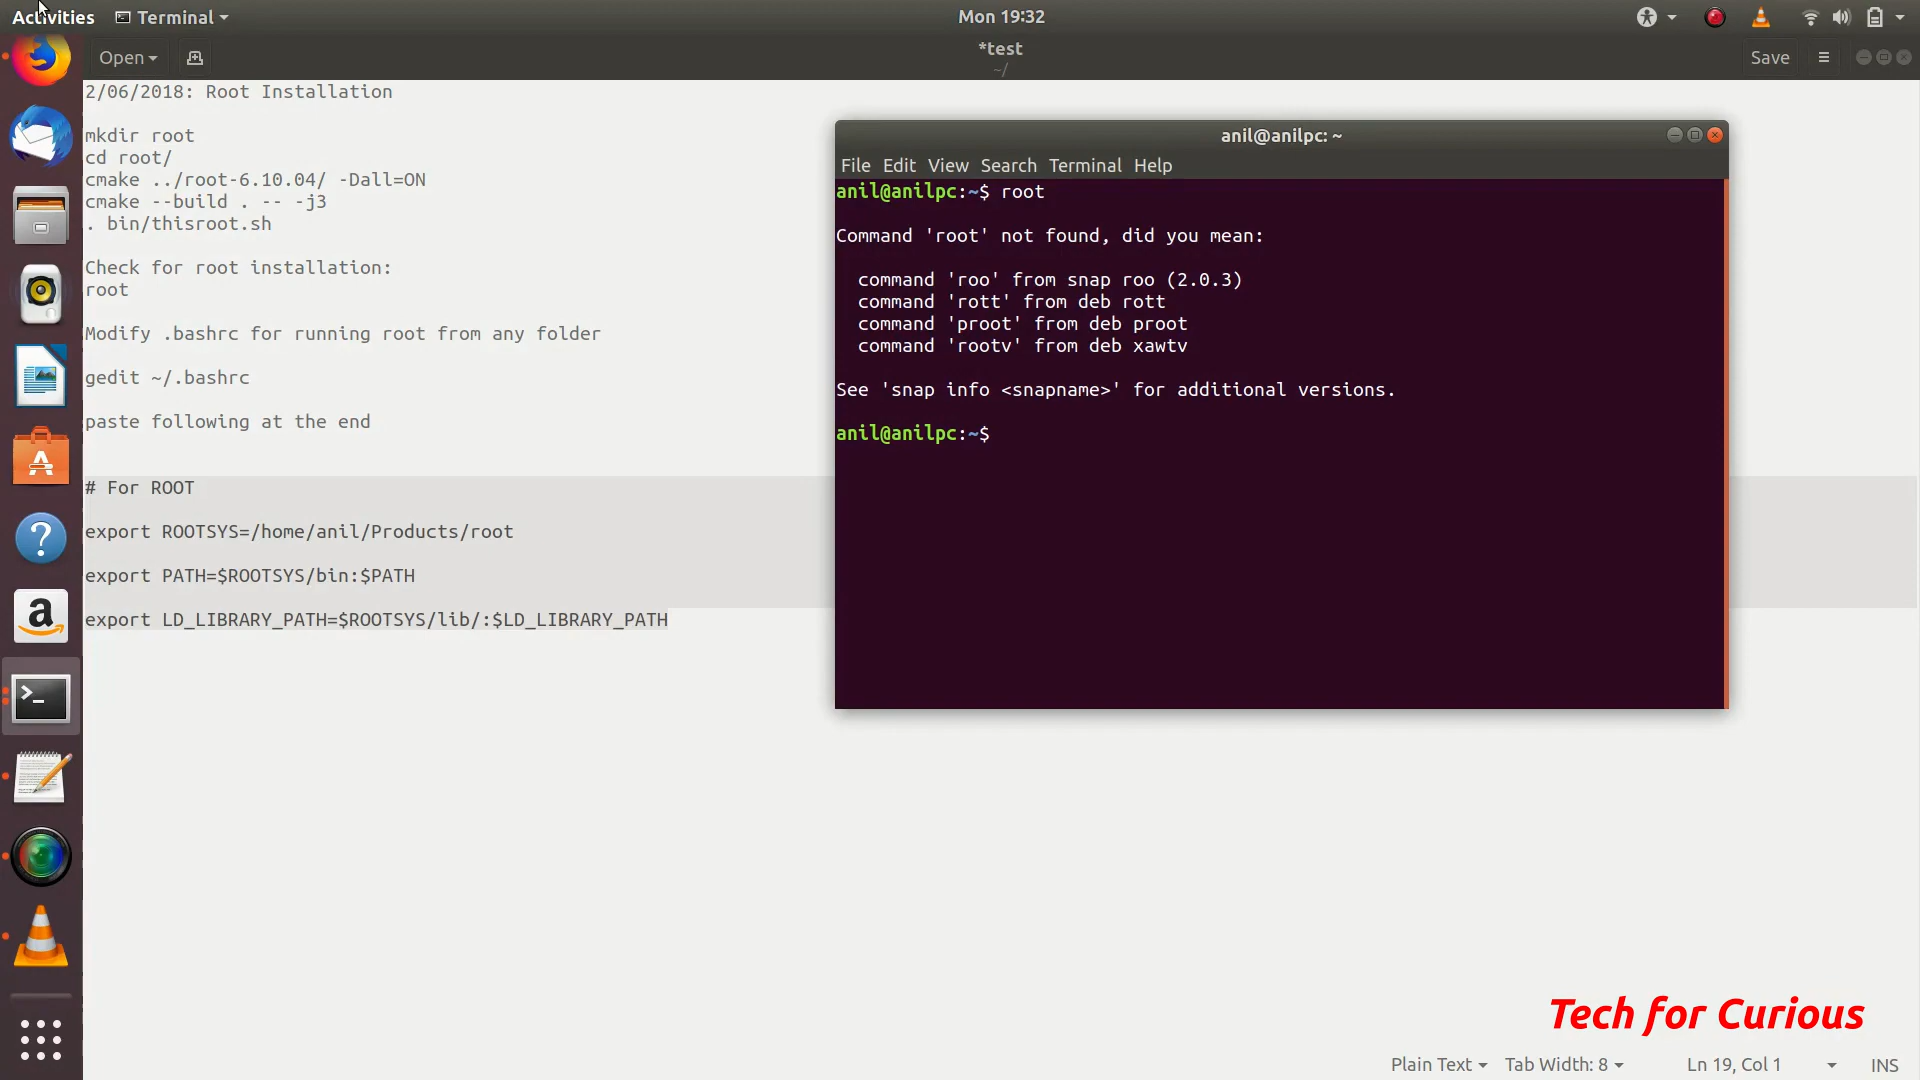 Activities Terminal Mon 19:32
Open *test Save
~/
2/06/2018: Root Installation
mkdir root
cd root/
cmake ../root-6.10.04/ -Dall=ON
cmake --build . -- -j3
. bin/thisroot.sh
Check for root installation:
root
Modify .bashrc for running root from any folder
gedit ~/.bashrc
paste following at the end
# For ROOT
export ROOTSYS=/home/anil/Products/root
export PATH=$ROOTSYS/bin:$PATH
export LD_LIBRARY_PATH=$ROOTSYS/lib/:$LD_LIBRARY_PATH
anil@anilpc: ~
File Edit View Search Terminal Help
anil@anilpc:~$ root
Command 'root' not found, did you mean:
command 'roo' from snap roo (2.0.3)
command 'rott' from deb rott
command 'proot' from deb proot
command 'rootv' from deb xawtv
See 'snap info <snapname>' for additional versions.
anil@anilpc:~$
Tech for Curious
Plain Text Tab Width: 8 Ln 19, Col 1 INS